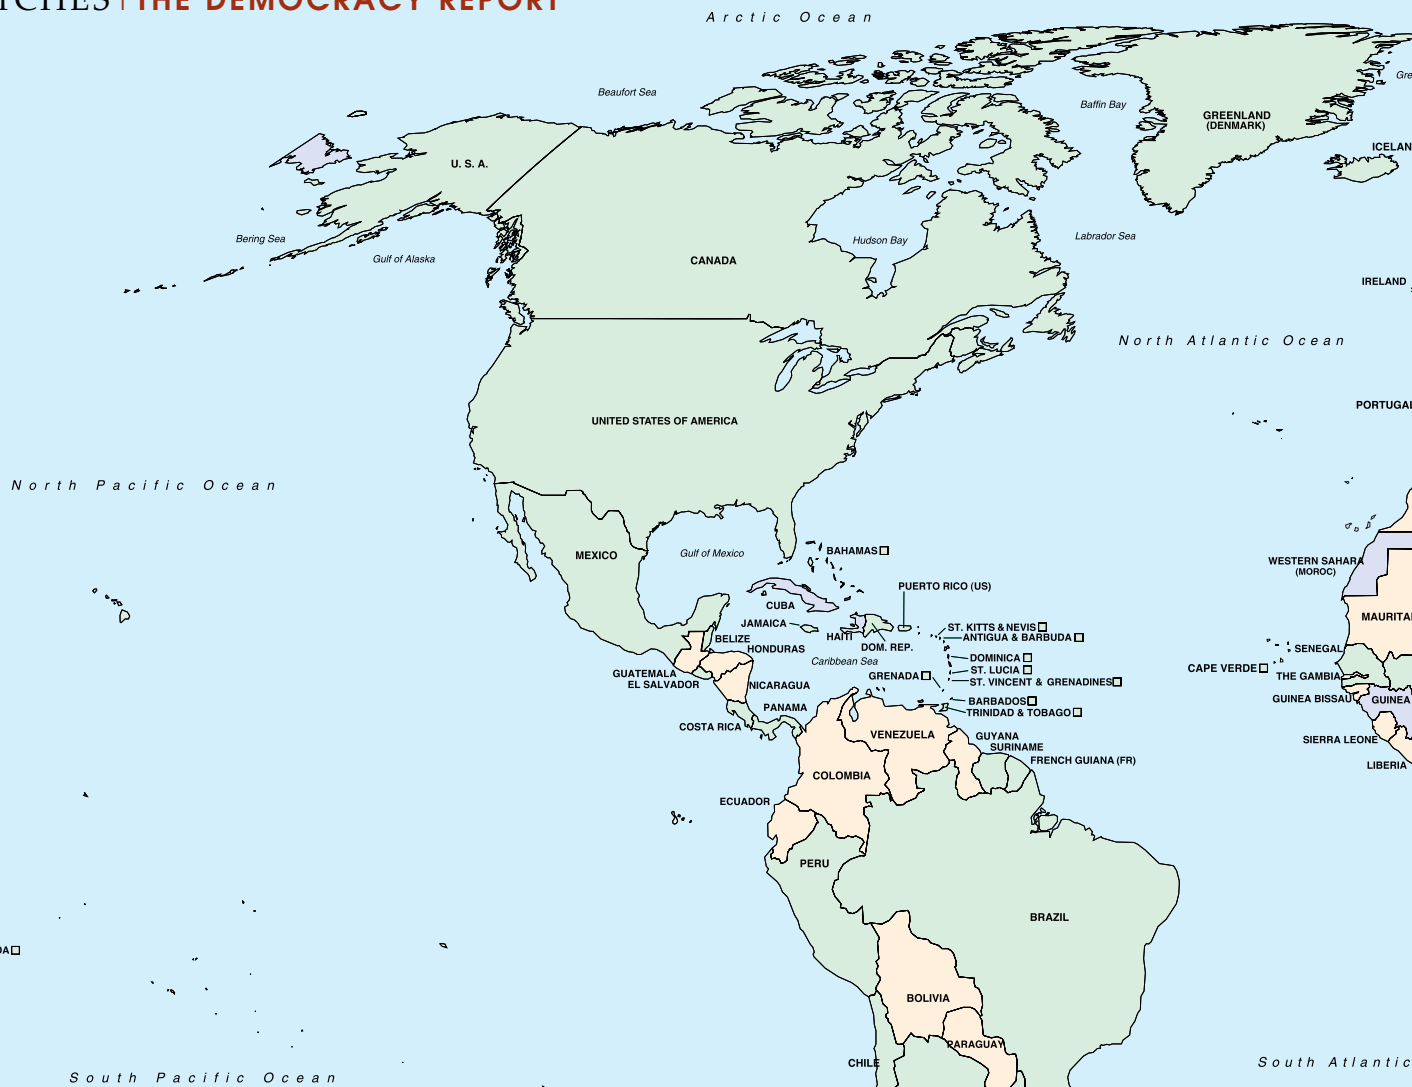 THE DEMOCRACY REPORT
Arctic Ocean
Beaufort Sea
Baffin Bay
GREENLAND
(DENMARK)
U. S. A.
Bering Sea
Gulf of Alaska
CANADA
Hudson Bay
Labrador Sea
IRELAND
North Atlantic Ocean
UNITED STATES OF AMERICA
North Pacific Ocean
MEXICO
Gulf of Mexico
BAHAMAS
WESTERN SAHARA
(MOROC)
PUERTO RICO (US)
CUBA
JAMAICA
HAITI
DOM. REP.
ST. KITTS & NEVIS
ANTIGUA & BARBUDA
BELIZE
HONDURAS
Caribbean Sea
DOMINICA
ST. LUCIA
ST. VINCENT & GRENADINES
GRENADA
GUATEMALA
EL SALVADOR
NICARAGUA
BARBADOS
TRINIDAD & TOBAGO
PANAMA
COSTA RICA
SENEGAL
CAPE VERDE
THE GAMBIA
GUINEA BISSAU
GUINEA
SIERRA LEONE
LIBERIA
VENEZUELA
GUYANA
SURINAME
FRENCH GUIANA (FR)
COLOMBIA
ECUADOR
PERU
BRAZIL
BOLIVIA
PARAGUAY
CHILE
South Pacific Ocean
South Atlantic